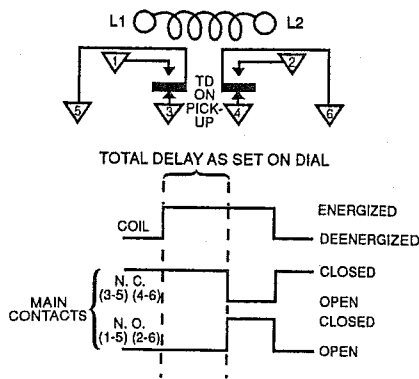 L1 L2
1 2
TD
ON
PICK-
UP
5 3 4 6
TOTAL DELAY AS SET ON DIAL
COIL
ENERGIZED
DEENERGIZED
MAIN
CONTACTS
N. C.
(3-5) (4-6)
CLOSED
OPEN
N. O.
(1-5) (2-6)
CLOSED
OPEN